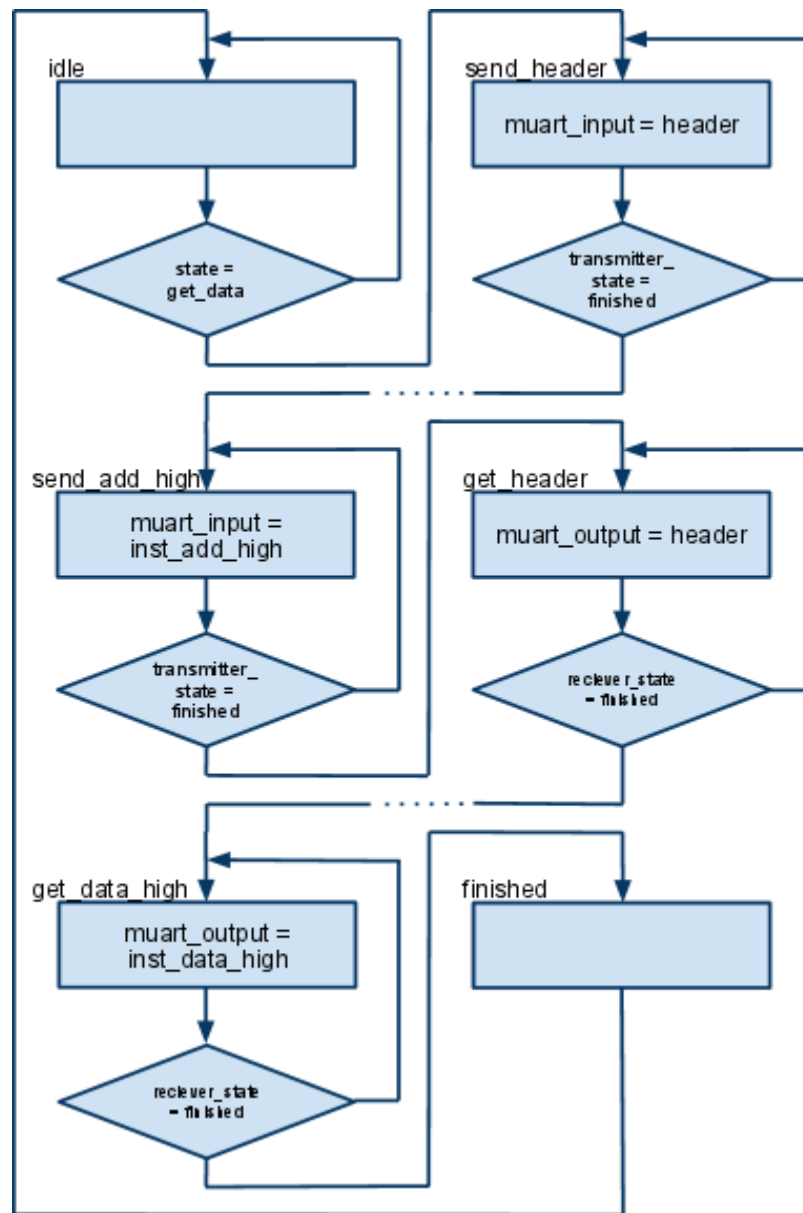 idle
state =
get_data
send_header
muart_input = header
transmitter_
state =
finished
send_add_high
muart_input =
inst_add_high
transmitter_
state =
finished
get_header
muart_output = header
reciever_state
= finished
get_data_high
muart_output =
inst_data_high
reciever_state
= finished
finished